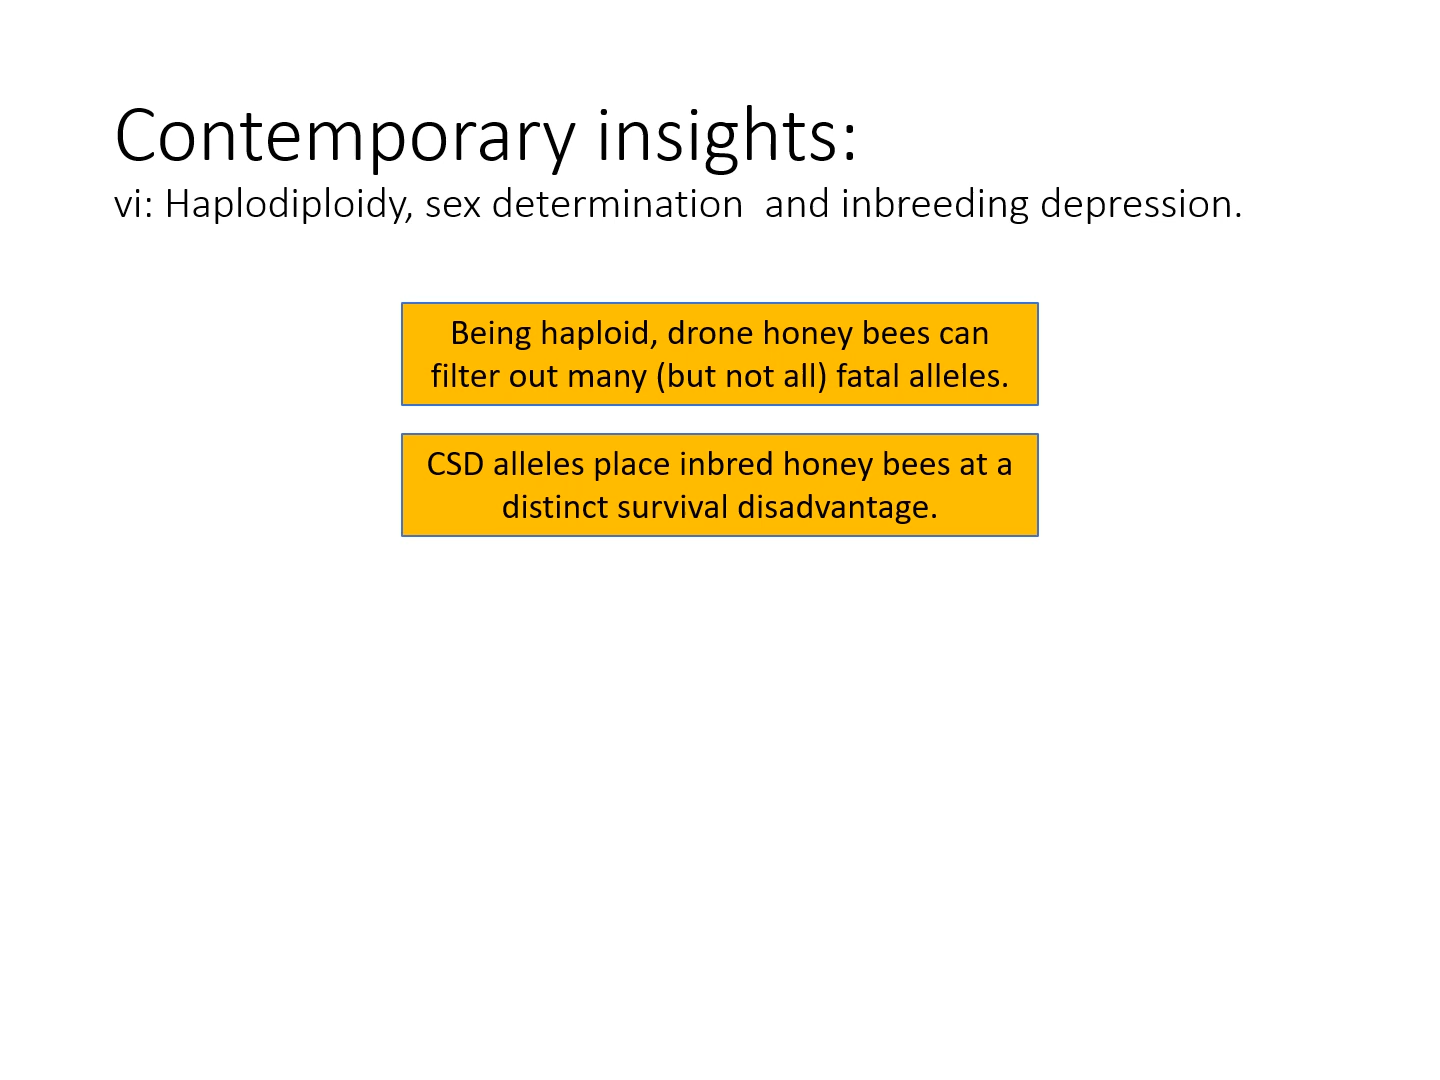 Contemporary insights:
vi: Haplodiploidy, sex determination  and inbreeding depression.
Being haploid, drone honey bees can
filter out many (but not all) fatal alleles.
CSD alleles place inbred honey bees at a
distinct survival disadvantage.